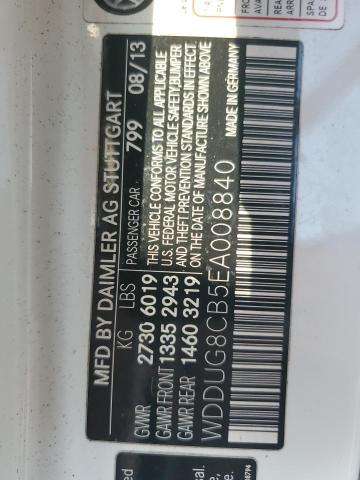 MFD BY DAIMLER AG STUTTGART
KG LBS PASSENGER CAR 799 08/13
GVWR 2730 6019
GAWR FRONT 1335 2943
GAWR REAR 1460 3219
THIS VEHICLE CONFORMS TO ALL APPLICABLE
U.S. FEDERAL MOTOR VEHICLE SAFETY, BUMPER
AND THEFT PREVENTION STANDARDS IN EFFECT
ON THE DATE OF MANUFACTURE SHOWN ABOVE
WDDUG8CB5EA008840 MADE IN GERMANY